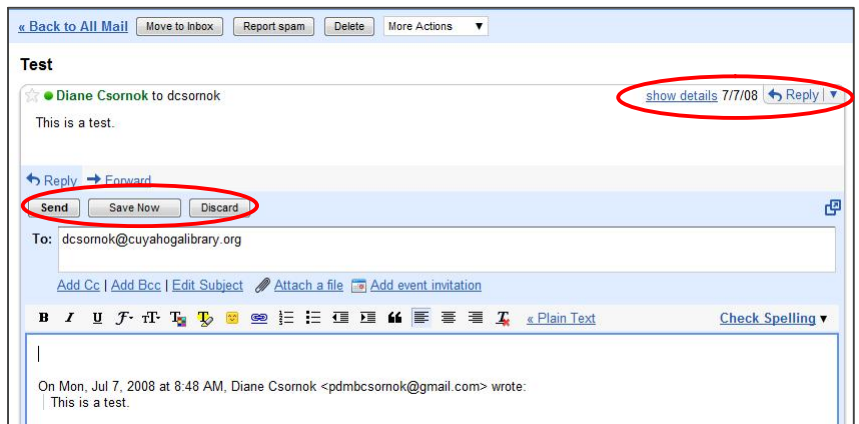 « Back to All Mail Move to Inbox Report spam Delete More Actions ▼
Test
Diane Csornok to dcsornok show details 7/7/08 Reply ▼
This is a test.
Reply Forward
Send Save Now Discard
To: dcsornok@cuyahogalibrary.org
Add Cc | Add Bcc | Edit Subject Attach a file Add event invitation
B I U « Plain Text Check Spelling ▼
On Mon, Jul 7, 2008 at 8:48 AM, Diane Csornok <pdmbcsornok@gmail.com> wrote:
This is a test.